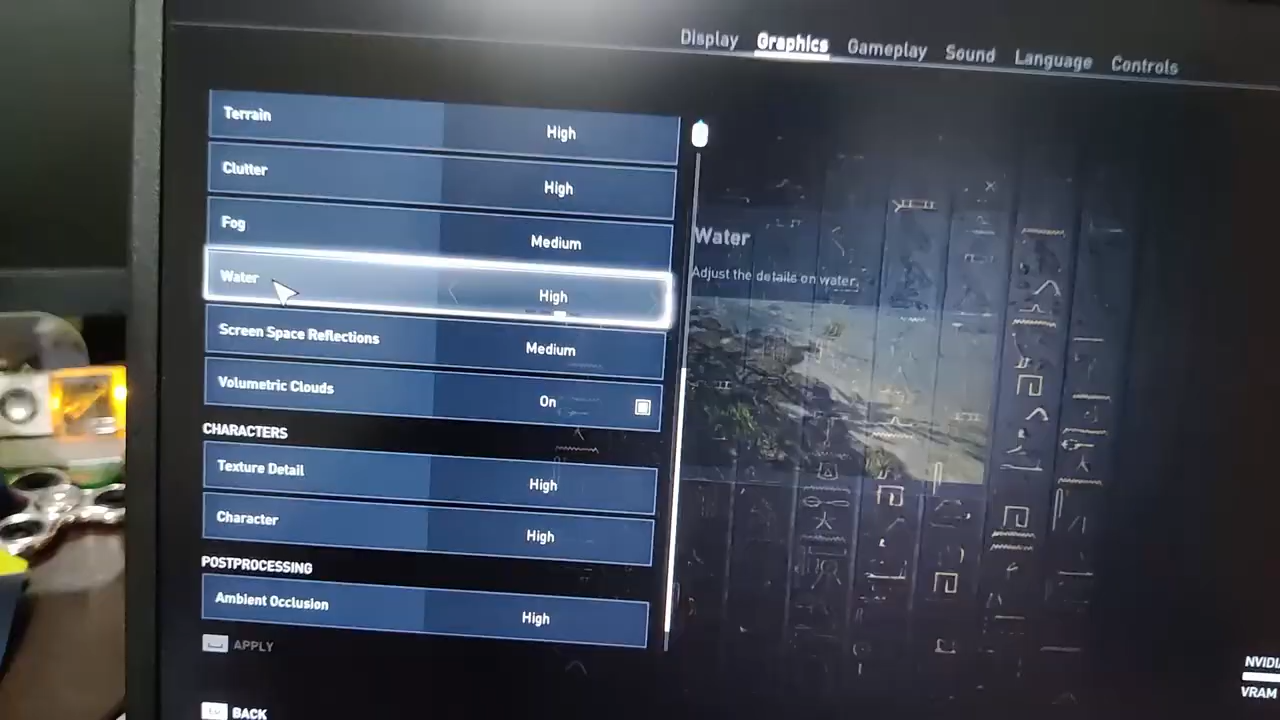 Display Graphics Gameplay Sound Language Controls
Terrain High
Clutter High
Fog Medium
Water High
Screen Space Reflections Medium
Volumetric Clouds On
CHARACTERS
Texture Detail High
Character High
POSTPROCESSING
Ambient Occlusion High
APPLY
BACK
Water
Adjust the details on water.
VRAM